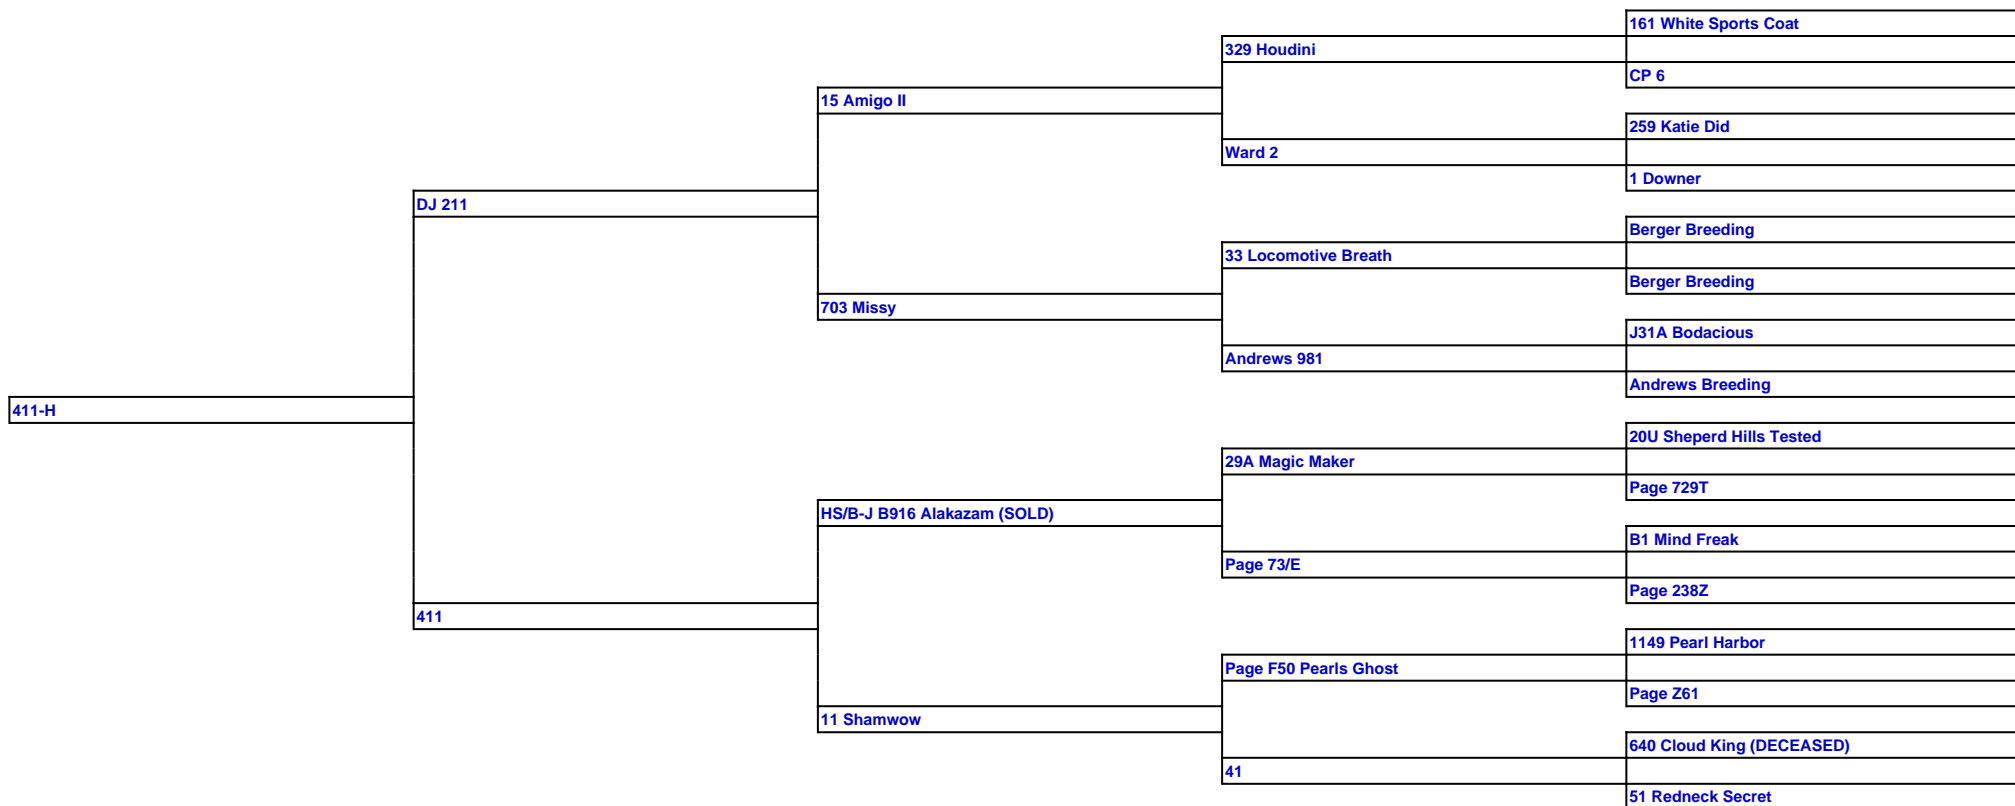 161 White Sports Coat
329 Houdini
CP 6
15 Amigo II
259 Katie Did
Ward 2
1 Downer
DJ 211
Berger Breeding
33 Locomotive Breath
Berger Breeding
703 Missy
J31A Bodacious
Andrews 981
Andrews Breeding
411-H
20U Sheperd Hills Tested
29A Magic Maker
Page 729T
HS/B-J B916 Alakazam (SOLD)
B1 Mind Freak
Page 73/E
Page 238Z
411
1149 Pearl Harbor
Page F50 Pearls Ghost
Page Z61
11 Shamwow
640 Cloud King (DECEASED)
41
51 Redneck Secret